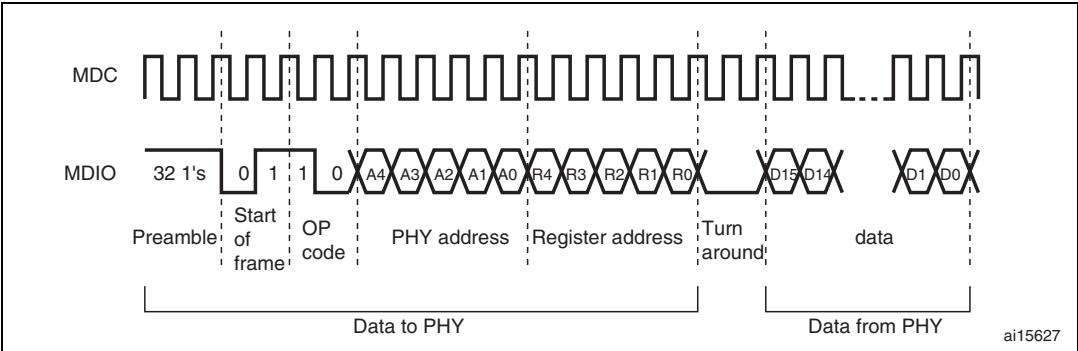 MDC
MDIO 32 1's 0 1 1 0 A4 A3 A2 A1 A0 R4 R3 R2 R1 R0 D15 D14 D1 D0
Preamble
Start
of
frame
OP
code
PHY address
Register address
Turn
around
data
Data to PHY
Data from PHY
ai15627